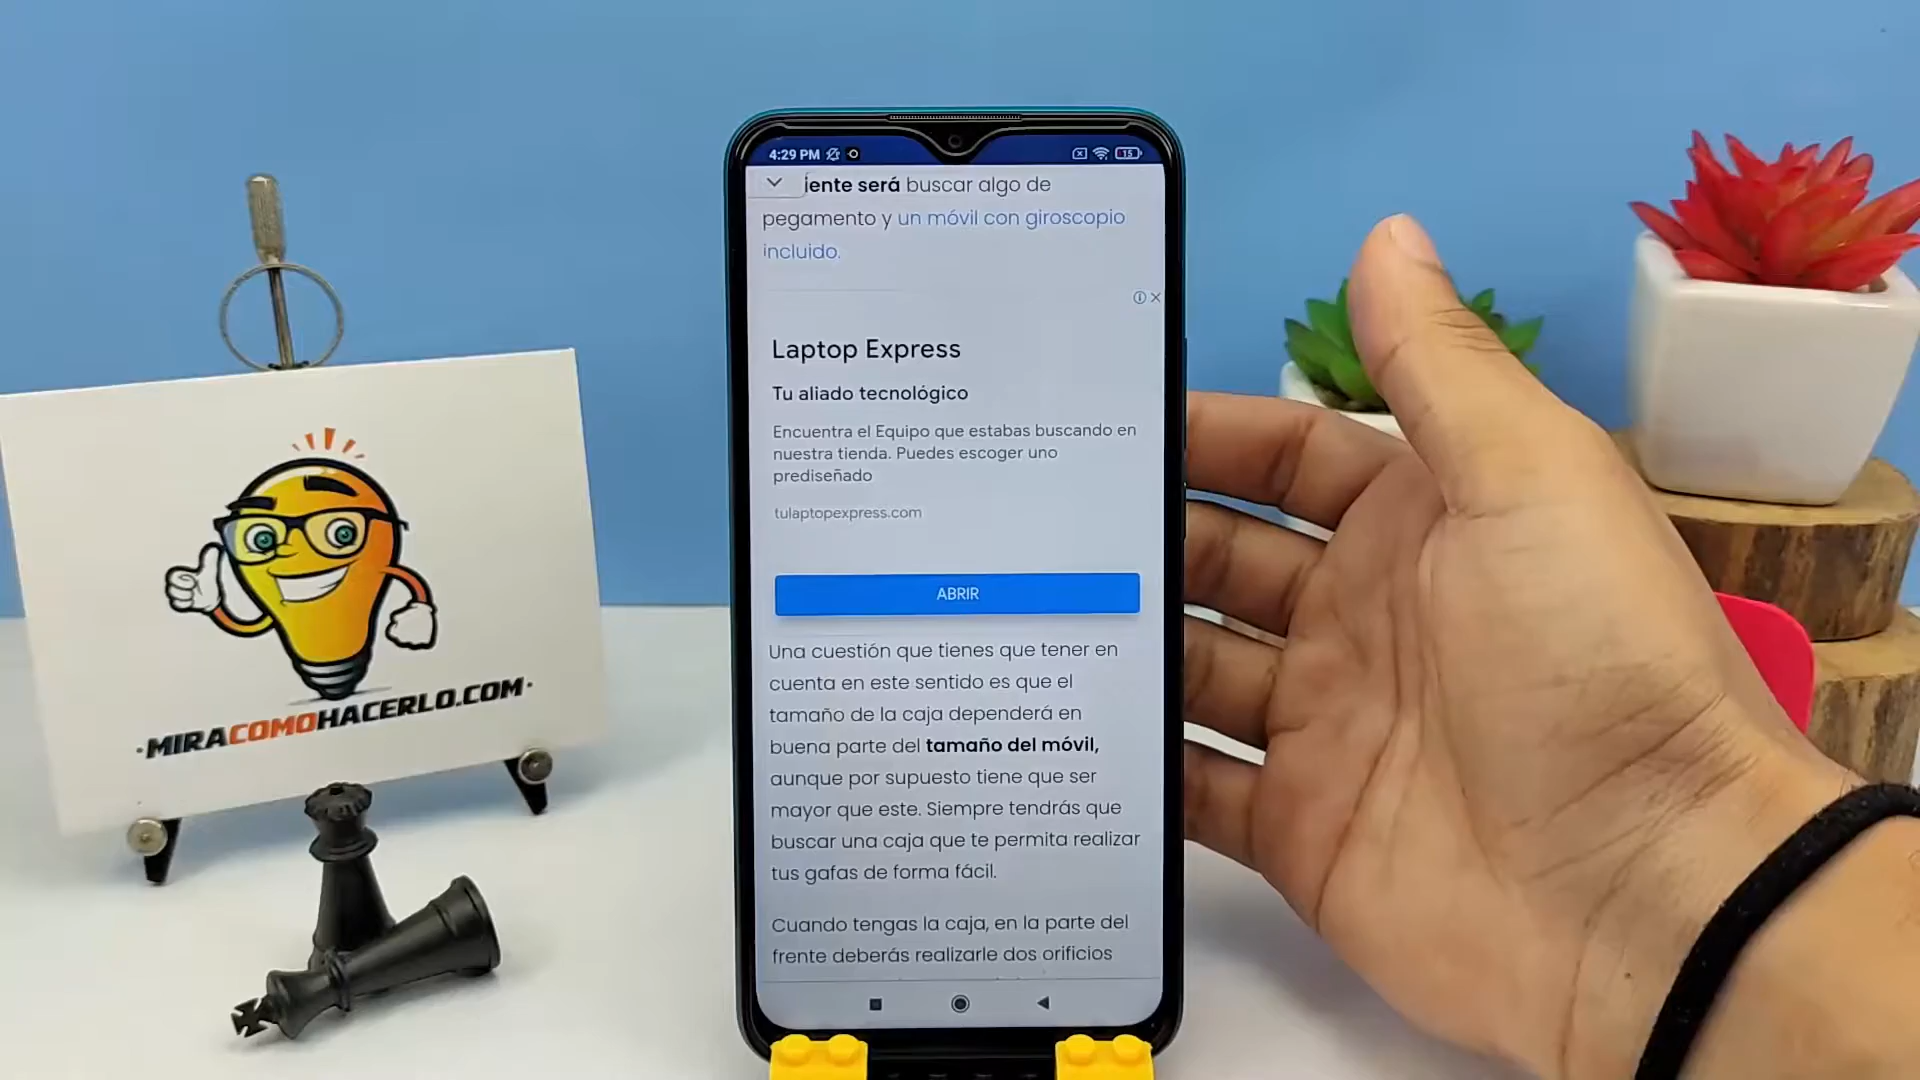 4:29 PM
15
iente será buscar algo de
pegamento y un móvil con giroscopio
incluido.
Laptop Express
Tu aliado tecnológico
Encuentra el Equipo que estabas buscando en
nuestra tienda. Puedes escoger uno
prediseñado
tulaptopexpress.com
ABRIR
Una cuestión que tienes que tener en
cuenta en este sentido es que el
tamaño de la caja dependerá en
buena parte del tamaño del móvil,
aunque por supuesto tiene que ser
mayor que este. Siempre tendrás que
buscar una caja que te permita realizar
tus gafas de forma fácil.
Cuando tengas la caja, en la parte del
frente deberás realizarle dos orificios
·MIRACOMOHACERLO.COM·